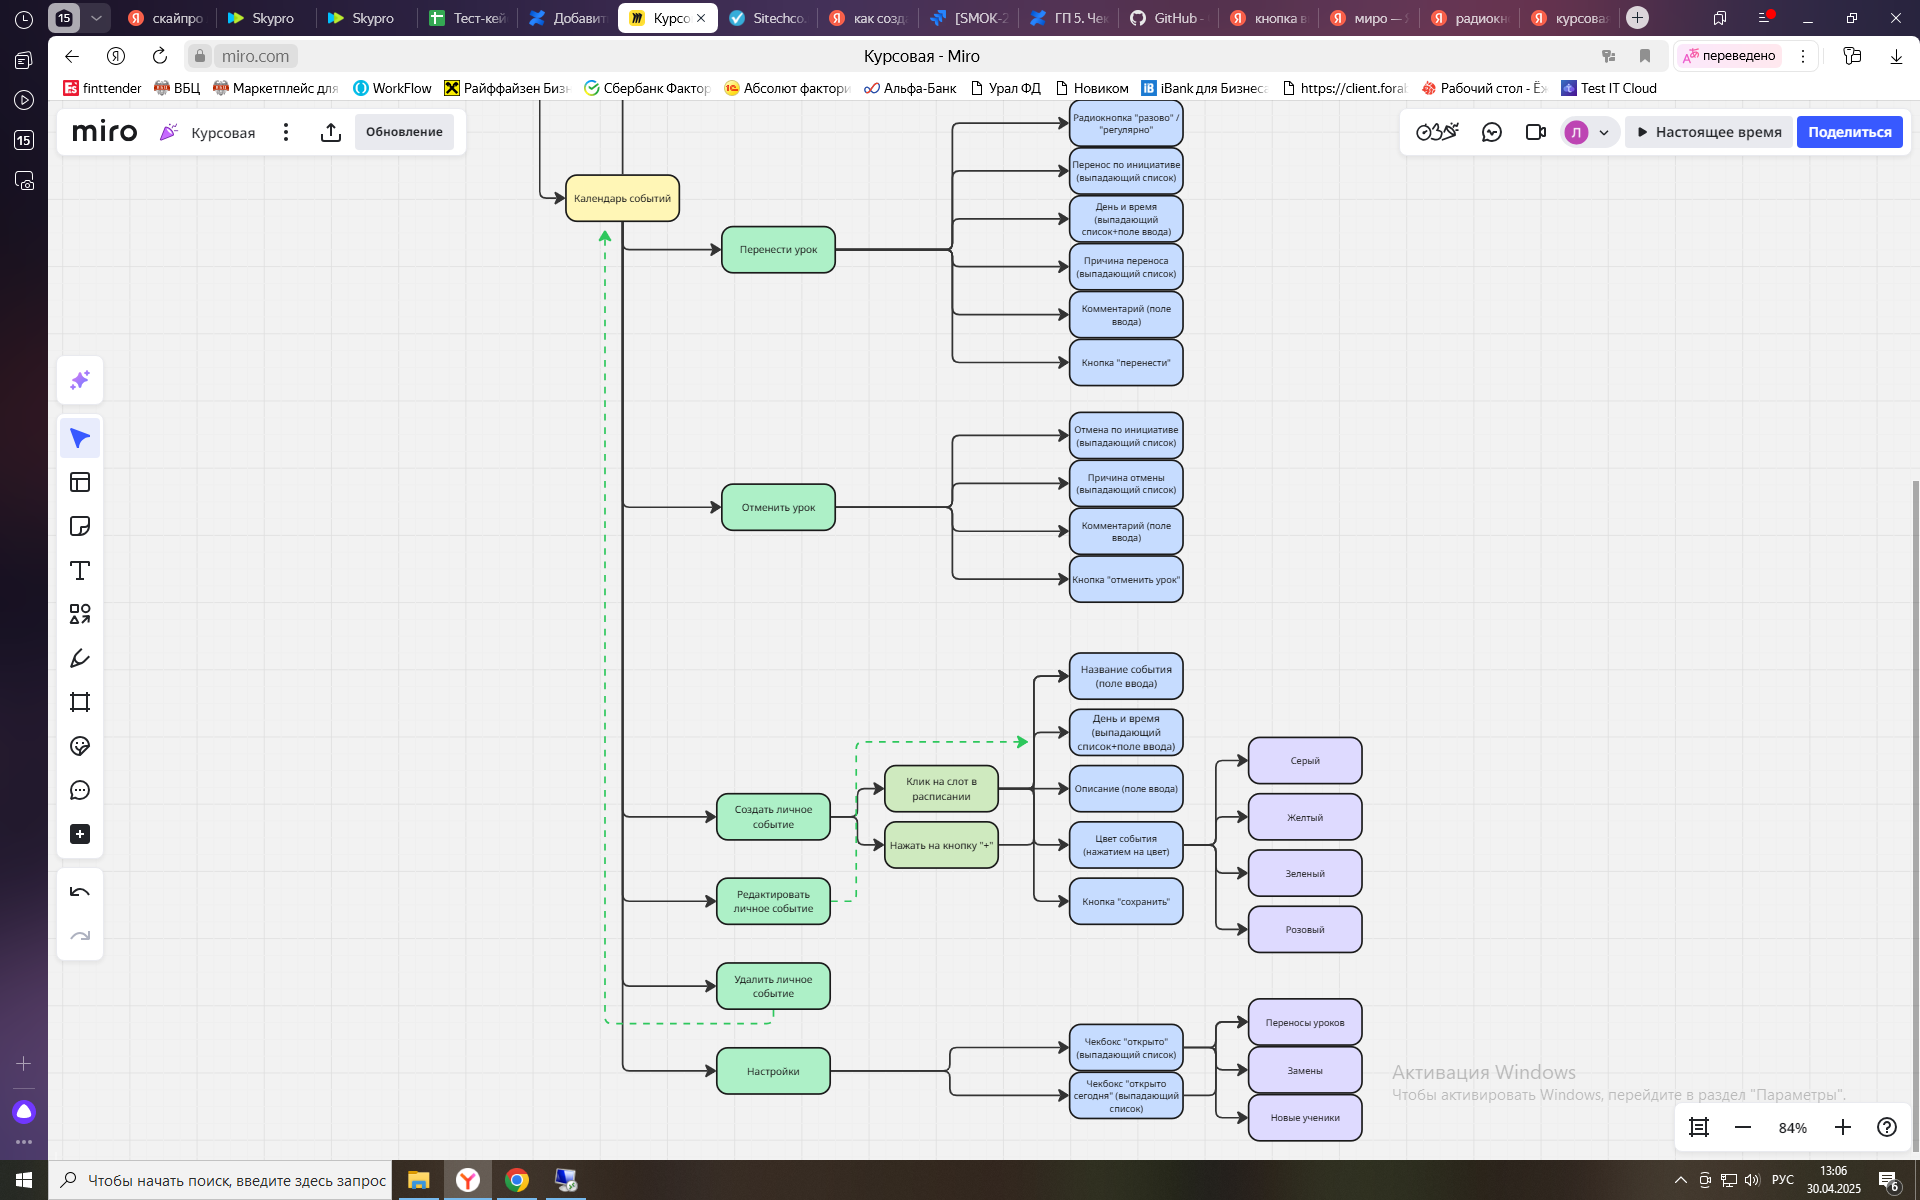 15
скайпро
Skypro
Skypro
Тест-кей
Добавит
Курсо
Sitechco.
как созд
[SMOK-2
ГП 5. Чек
GitHub -
кнопка в
миро —
радиокн
курсовая
miro.com
Курсовая - Miro
переведено
finttender
ВБЦ
Маркетплейс для
WorkFlow
Райффайзен Бизн
Сбербанк Фактор
Абсолют фактори
Альфа-Банк
Урал ФД
Новиком
iBank для Бизнеса
https://client.fora
Рабочий стол - Ёж
Test IT Cloud
15
miro
Курсовая
Обновление
Л
Настоящее время
Поделиться
Радиокнопка "разово" /
"регулярно"
Перенос по инициативе
(выпадающий список)
День и время
(выпадающий
список+поле ввода)
Причина переноса
(выпадающий список)
Комментарий (поле
ввода)
Кнопка "перенести"
Календарь событий
Перенести урок
Отмена по инициативе
(выпадающий список)
Причина отмены
(выпадающий список)
Комментарий (поле
ввода)
Кнопка "отменить урок"
Отменить урок
Название события
(поле ввода)
День и время
(выпадающий
список+поле ввода)
Описание (поле ввода)
Цвет события
(нажатием на цвет)
Кнопка "сохранить"
Клик на слот в
расписании
Нажать на кнопку "+"
Создать личное
событие
Редактировать
личное событие
Удалить личное
событие
Настройки
Серый
Желтый
Зеленый
Розовый
Чекбокс "открыто"
(выпадающий список)
Чекбокс "открыто
сегодня" (выпадающий
список)
Переносы уроков
Замены
Новые ученики
Активация Windows
Чтобы активировать Windows, перейдите в раздел "Параметры".
84%
Чтобы начать поиск, введите здесь запрос
РУС
13:06
30.04.2025
6